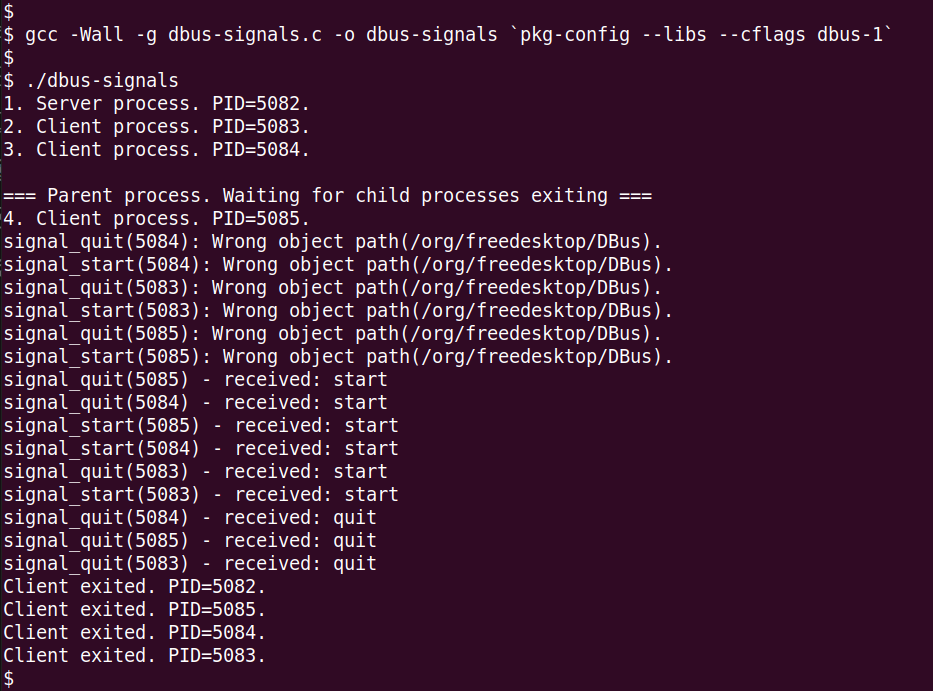 $
$ gcc -Wall -g dbus-signals.c -o dbus-signals `pkg-config --libs --cflags dbus-1`
$
$ ./dbus-signals
1. Server process. PID=5082.
2. Client process. PID=5083.
3. Client process. PID=5084.
=== Parent process. Waiting for child processes exiting ===
4. Client process. PID=5085.
signal_quit(5084): Wrong object path(/org/freedesktop/DBus).
signal_start(5084): Wrong object path(/org/freedesktop/DBus).
signal_quit(5083): Wrong object path(/org/freedesktop/DBus).
signal_start(5083): Wrong object path(/org/freedesktop/DBus).
signal_quit(5085): Wrong object path(/org/freedesktop/DBus).
signal_start(5085): Wrong object path(/org/freedesktop/DBus).
signal_quit(5085) - received: start
signal_quit(5084) - received: start
signal_start(5085) - received: start
signal_start(5084) - received: start
signal_quit(5083) - received: start
signal_start(5083) - received: start
signal_quit(5084) - received: quit
signal_quit(5085) - received: quit
signal_quit(5083) - received: quit
Client exited. PID=5082.
Client exited. PID=5085.
Client exited. PID=5084.
Client exited. PID=5083.
$